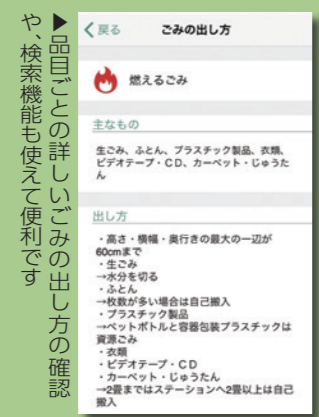 ▶品目ごとの詳しいごみの出し方の確認
や、検索機能も使えて便利です
戻る
ごみの出し方
燃えるごみ
主なもの
生ごみ、ふとん、プラスチック製品、衣類、
ビデオテープ・CD、カーペット・じゅうた
ん
出し方
・高さ・横幅・奥行きの最大の一辺が
60cmまで
・生ごみ
→水分を切る
・ふとん
→枚数が多い場合は自己搬入
・プラスチック製品
→ペットボトルと容器包装プラスチックは
資源ごみ
・衣類
・ビデオテープ・CD
・カーペット・じゅうたん
→2畳まではステーションへ2畳以上は自己
搬入